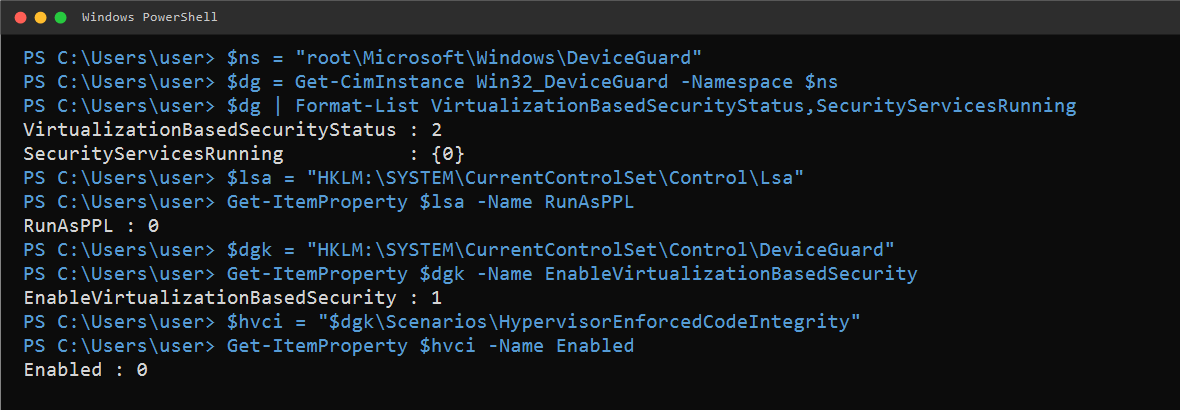 Windows PowerShell
PS C:\Users\user> $ns = "root\Microsoft\Windows\DeviceGuard"
PS C:\Users\user> $dg = Get-CimInstance Win32_DeviceGuard -Namespace $ns
PS C:\Users\user> $dg | Format-List VirtualizationBasedSecurityStatus,SecurityServicesRunning
VirtualizationBasedSecurityStatus : 2
SecurityServicesRunning           : {0}
PS C:\Users\user> $lsa = "HKLM:\SYSTEM\CurrentControlSet\Control\Lsa"
PS C:\Users\user> Get-ItemProperty $lsa -Name RunAsPPL
RunAsPPL : 0
PS C:\Users\user> $dgk = "HKLM:\SYSTEM\CurrentControlSet\Control\DeviceGuard"
PS C:\Users\user> Get-ItemProperty $dgk -Name EnableVirtualizationBasedSecurity
EnableVirtualizationBasedSecurity : 1
PS C:\Users\user> $hvci = "$dgk\Scenarios\HypervisorEnforcedCodeIntegrity"
PS C:\Users\user> Get-ItemProperty $hvci -Name Enabled
Enabled : 0